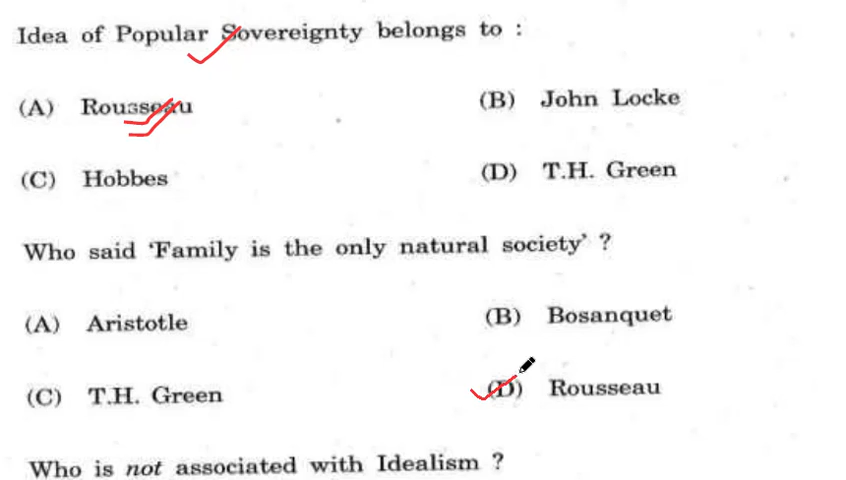 Idea of Popular Sovereignty belongs to :
(A) Rousseau
(B) John Locke
(C) Hobbes
(D) T.H. Green
Who said ‘Family is the only natural society’ ?
(A) Aristotle
(B) Bosanquet
(C) T.H. Green
(D) Rousseau
Who is not associated with Idealism ?